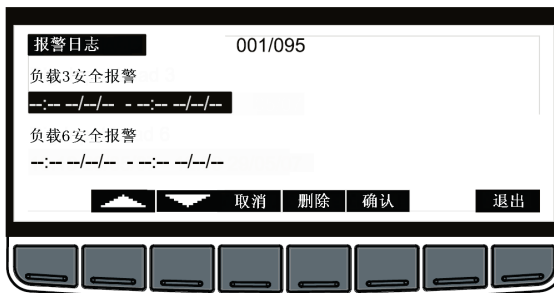 报警日志 001/095
负载3安全报警
--:-- --/--/-- - --:-- --/--/--
负载6安全报警
--:-- --/--/-- - --:-- --/--/--
取消 删除 确认 退出